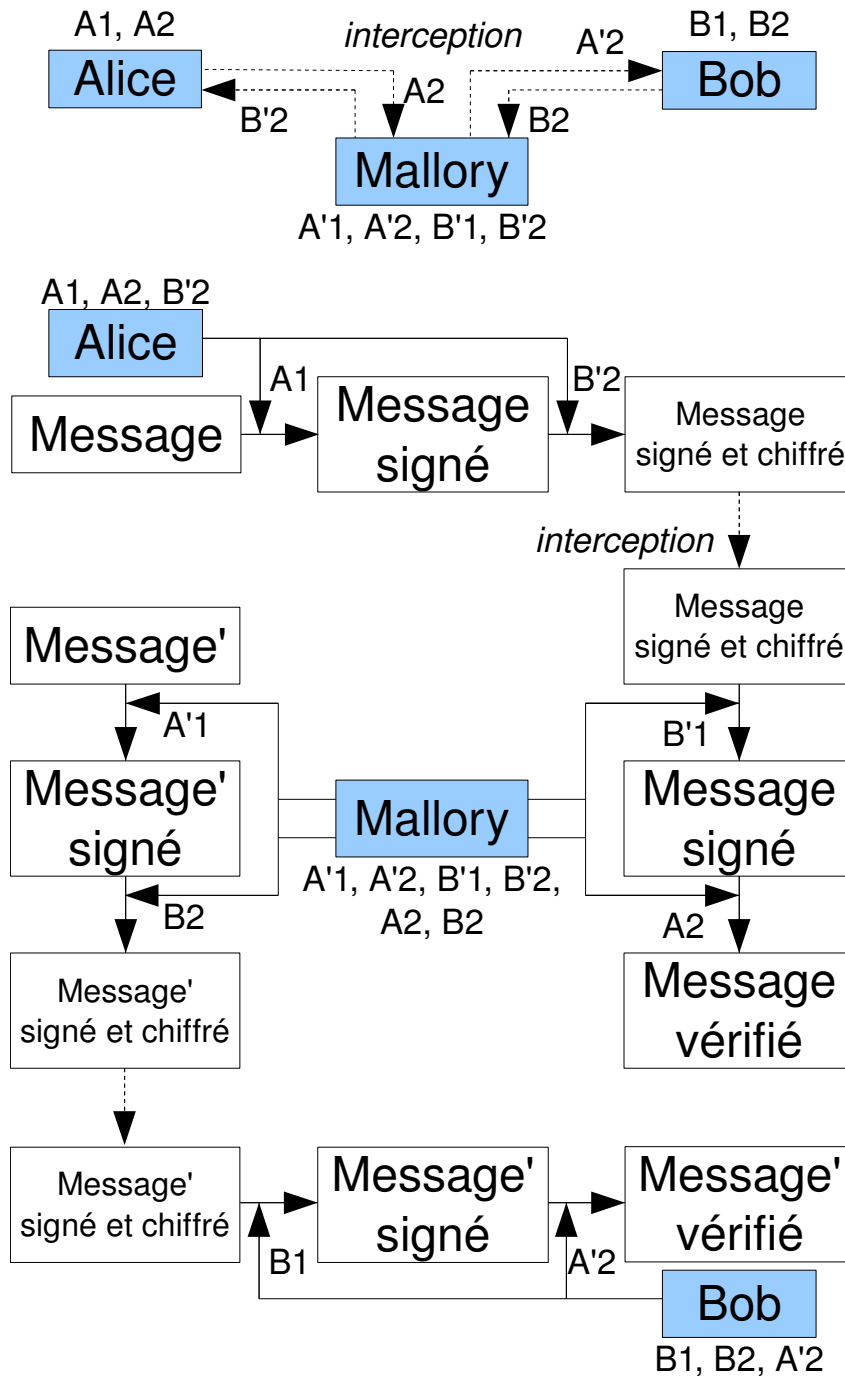 A1, A2
interception
B1, B2
Alice
A2
A'2
Bob
B'2
B2
Mallory
A'1, A'2, B'1, B'2
A1, A2, B'2
Alice
A1
B'2
Message
Message
signé
Message
signé et chiffré
interception
Message
signé et chiffré
Message'
A'1
B'1
Message'
signé
Mallory
A'1, A'2, B'1, B'2,
A2, B2
Message
signé
B2
A2
Message'
signé et chiffré
Message
vérifié
Message'
signé et chiffré
Message'
signé
Message'
vérifié
B1
A'2
Bob
B1, B2, A'2